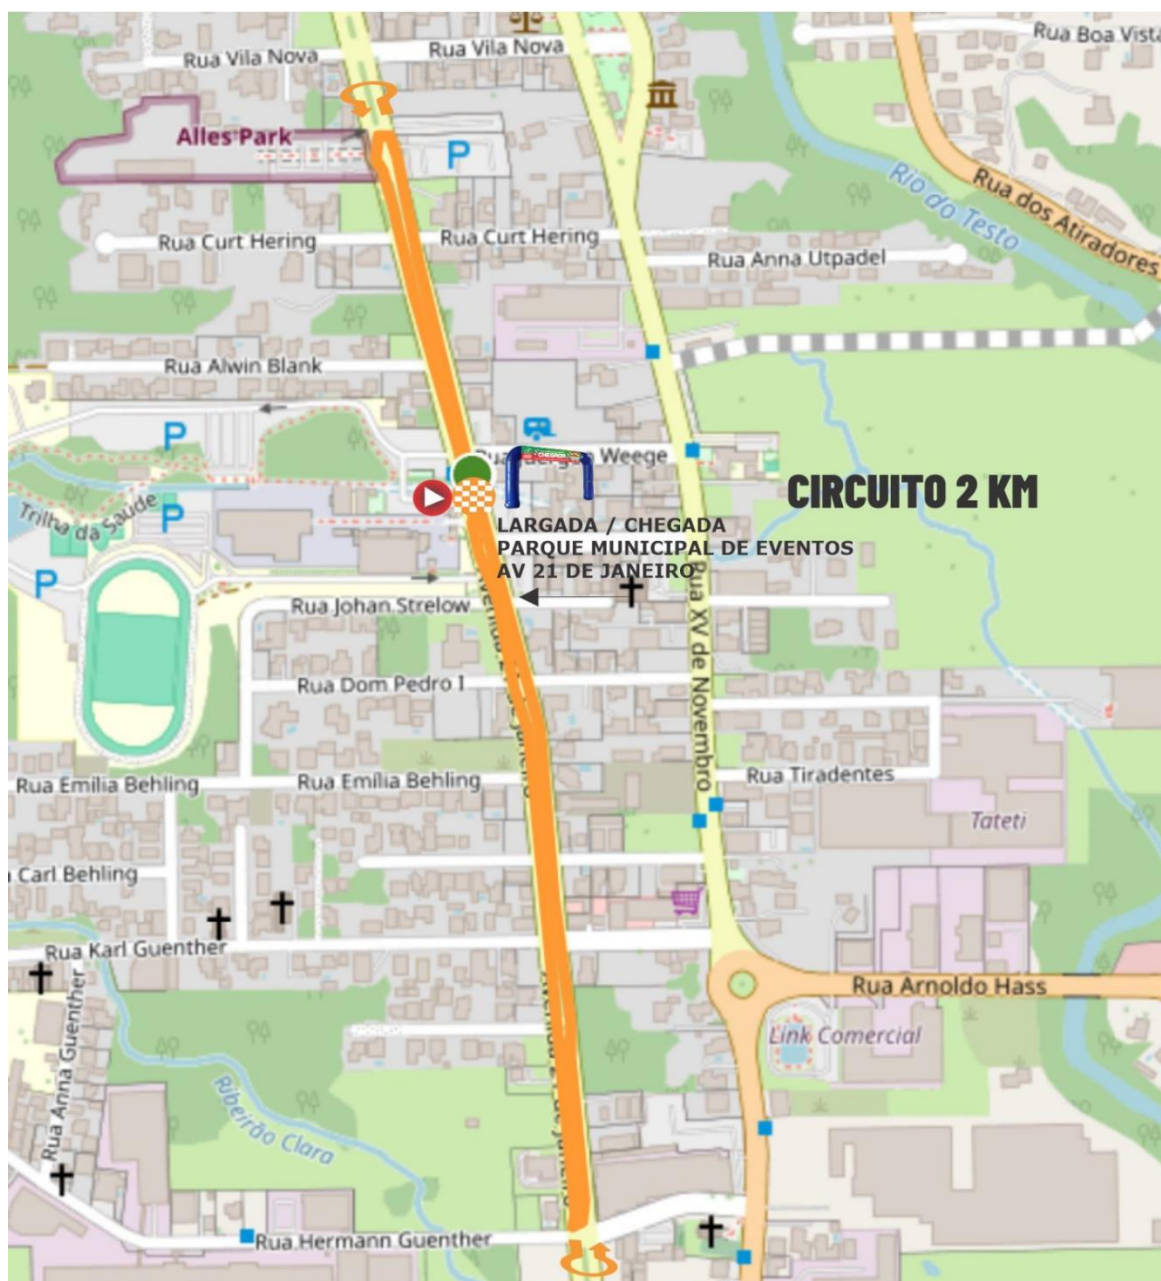 Rua Vila Nova
Rua Vila Nova
Rua Boa Vista
Alles Park
P
Rio do Testo
Rua dos Atiradores
Rua Curt Hering
Rua Curt Hering
Rua Anna Utpadel
Rua Alwin Blank
P
CHEGADA
Weege
CIRCUITO 2 KM
Trilha da Saúde
P
LARGADA / CHEGADA
PARQUE MUNICIPAL DE EVENTOS
AV 21 DE JANEIRO
P
Rua Johan Strelow
Rua XV de Novembro
Rua Dom Pedro I
Rua Emília Behling
Rua Emília Behling
Rua Tiradentes
Tateti
Carl Behling
Rua Karl Guenther
Rua Arnoldo Hass
Rua Anna Guenther
Link Comercial
Ribeirão Clara
Rua Hermann Guenther